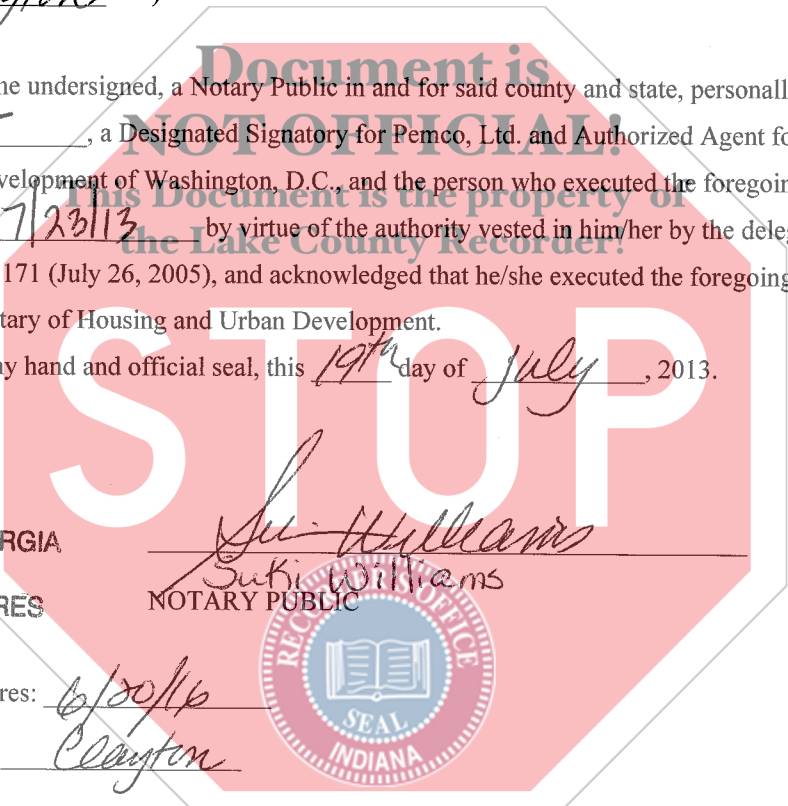 Document is
ne undersigned, a Notary Public in and for said county and state, personall
NOT OFFICIAL!
, a Designated Signatory for Pemco, Ltd. and Authorized Agent fo
velopment of Washington, D.C., and the person who executed the foregoin
This Document is the property of
7/23/13 by virtue of the authority vested in him/her by the deleg
the Lake County Recorder!
171 (July 26, 2005), and acknowledged that he/she executed the foregoing
tary of Housing and Urban Development.
y hand and official seal, this 19th day of July, 2013.
STOP
RGIA
Suki Williams
Suki Williams
RES
NOTARY PUBLIC
RECORDER'S OFFICE
SEAL
INDIANA
res: 6/20/16
Clayton